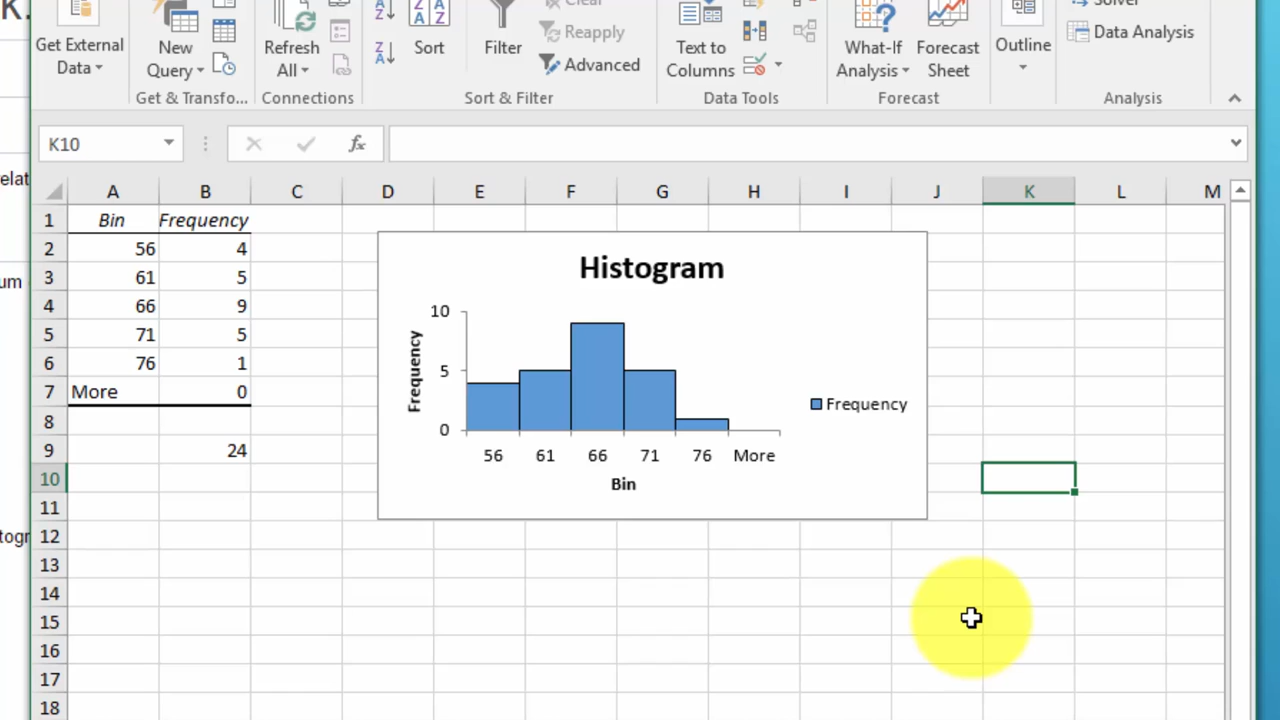 K.
Clear
Solver
Get External
Data
New
Query
Refresh
All
Z
A
Z A
A Z
Sort
Filter
Reapply
Advanced
Text to
Columns
What-If
Analysis
Forecast
Sheet
Outline
Data Analysis
Get & Transfo...
Connections
Sort & Filter
Data Tools
Forecast
Analysis
K10
fx
A B C D E F G H I J K L M
1 Bin Frequency
2 56 4
3 61 5
4 66 9
5 71 5
6 76 1
7 More 0
8
9 24
10
11
12
13
14
15
16
17
18
Histogram
Frequency
10
5
0
56 61 66 71 76 More
Bin
Frequency
relat
um
togr